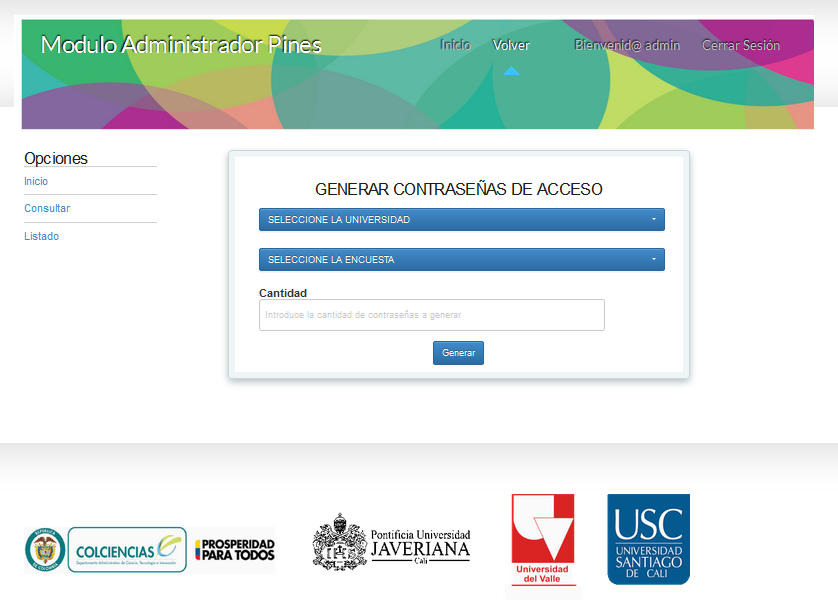 Modulo Administrador Pines
Inicio
Volver
Bienvenid@ admin
Cerrar Sesión
Opciones
Inicio
Consultar
Listado
GENERAR CONTRASEÑAS DE ACCESO
SELECCIONE LA UNIVERSIDAD
SELECCIONE LA ENCUESTA
Cantidad
Introduce la cantidad de contraseñas a generar
Generar
COLCIENCIAS
Departamento Administrativo de Ciencia, Tecnología e Innovación
PROSPERIDAD
PARA TODOS
Pontificia Universidad
JAVERIANA
Cali
Universidad
del Valle
USC
UNIVERSIDAD
SANTIAGO
DE CALI